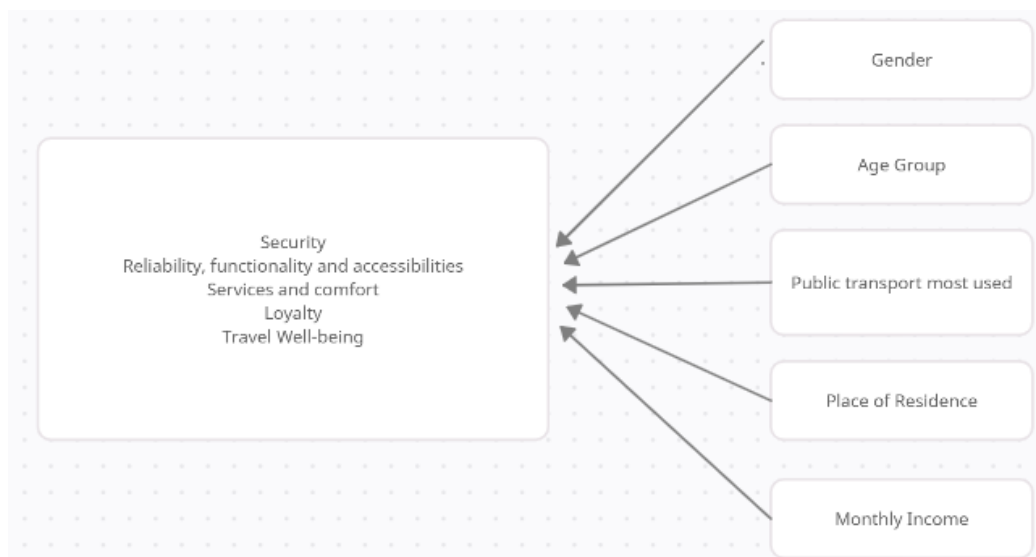 Security
Reliability, functionality and accessibilities
Services and comfort
Loyalty
Travel Well-being
Gender
Age Group
Public transport most used
Place of Residence
Monthly Income